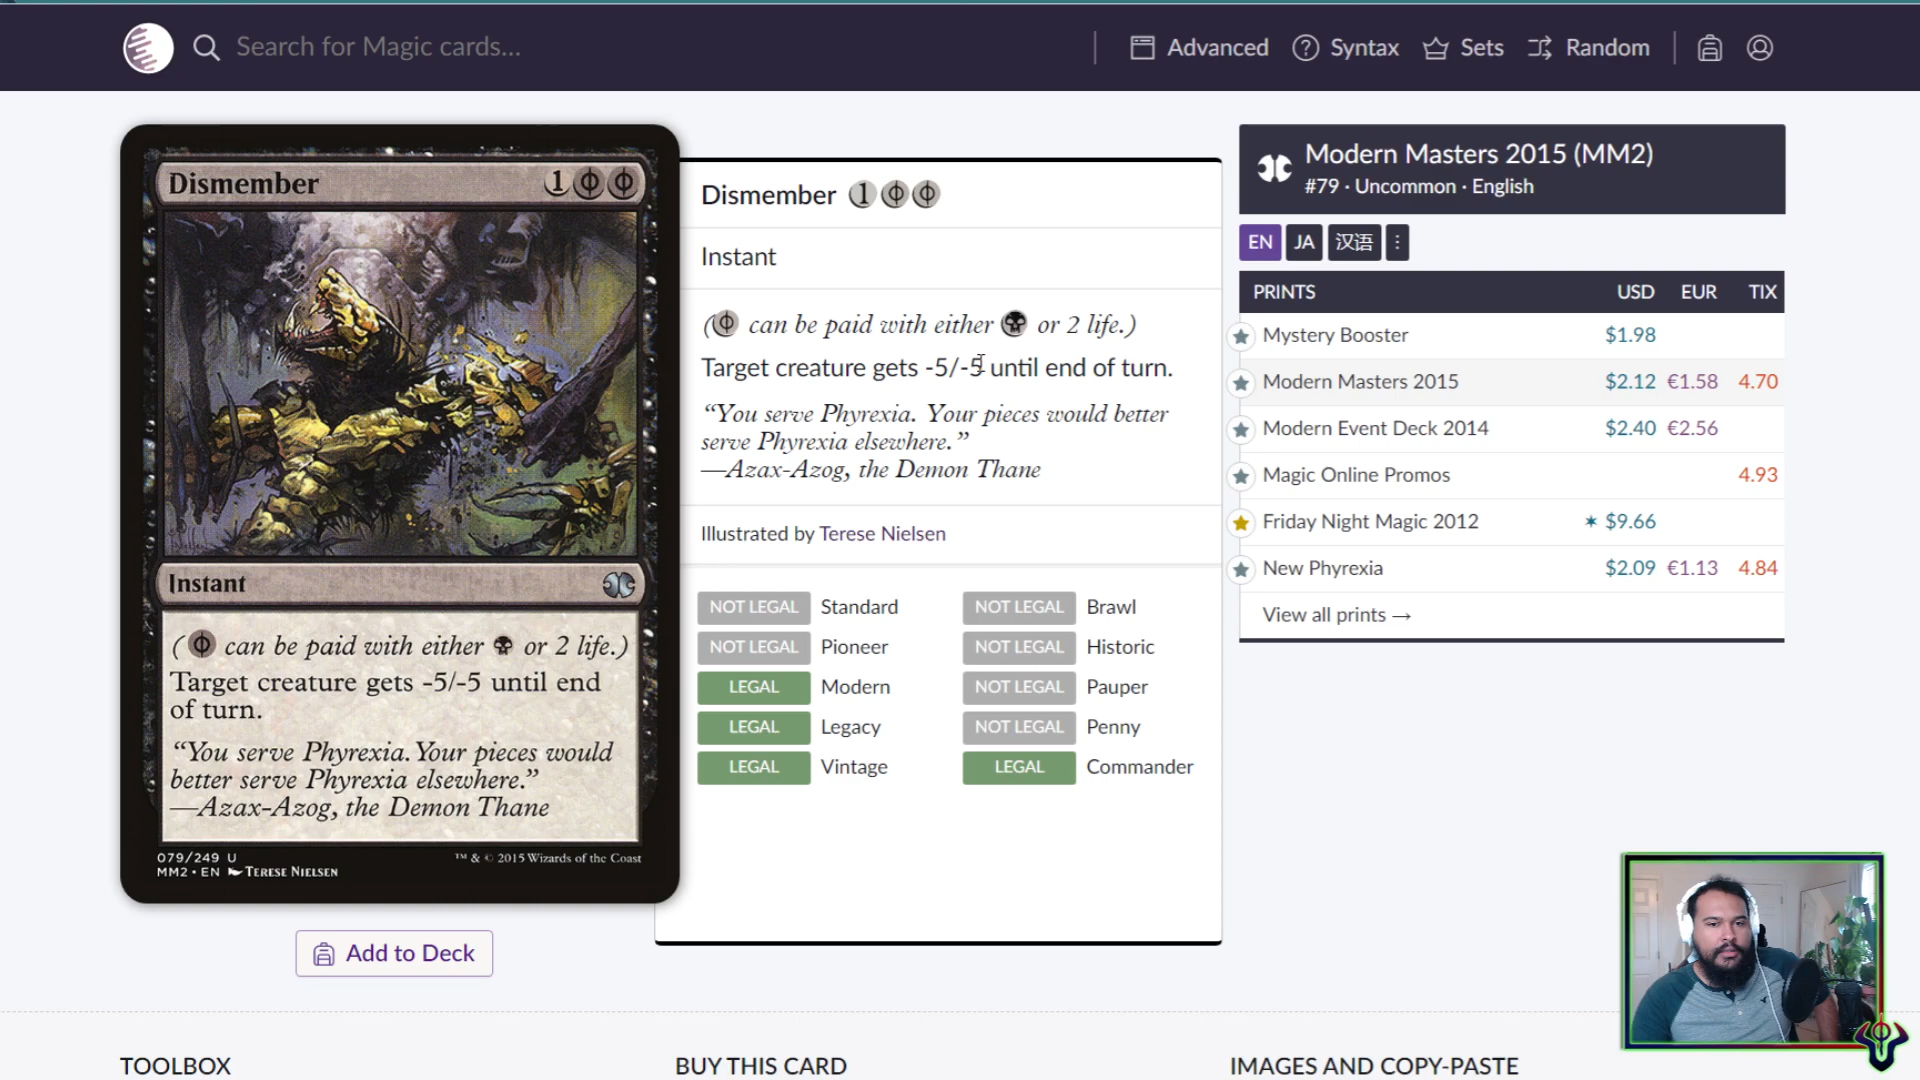 Search for Magic cards...
Advanced
Syntax
Sets
Random
Dismember 1
Instant
( can be paid with either or 2 life.)
Target creature gets -5/-5 until end
of turn.
“You serve Phyrexia. Your pieces would
better serve Phyrexia elsewhere.”
—Azax-Azog, the Demon Thane
079/249 U
MM2 • EN TERESE NIELSEN
™ & © 2015 Wizards of the Coast
Add to Deck
Dismember 1
Instant
( can be paid with either or 2 life.)
Target creature gets -5/-5 until end of turn.
“You serve Phyrexia. Your pieces would better
serve Phyrexia elsewhere.”
—Azax-Azog, the Demon Thane
Illustrated by Terese Nielsen
NOT LEGAL Standard NOT LEGAL Brawl
NOT LEGAL Pioneer NOT LEGAL Historic
LEGAL Modern NOT LEGAL Pauper
LEGAL Legacy NOT LEGAL Penny
LEGAL Vintage LEGAL Commander
Modern Masters 2015 (MM2)
#79 · Uncommon · English
EN JA 汉语
PRINTS USD EUR TIX
Mystery Booster $1.98
Modern Masters 2015 $2.12 €1.58 4.70
Modern Event Deck 2014 $2.40 €2.56
Magic Online Promos 4.93
Friday Night Magic 2012 $9.66
New Phyrexia $2.09 €1.13 4.84
View all prints →
TOOLBOX
BUY THIS CARD
IMAGES AND COPY-PASTE